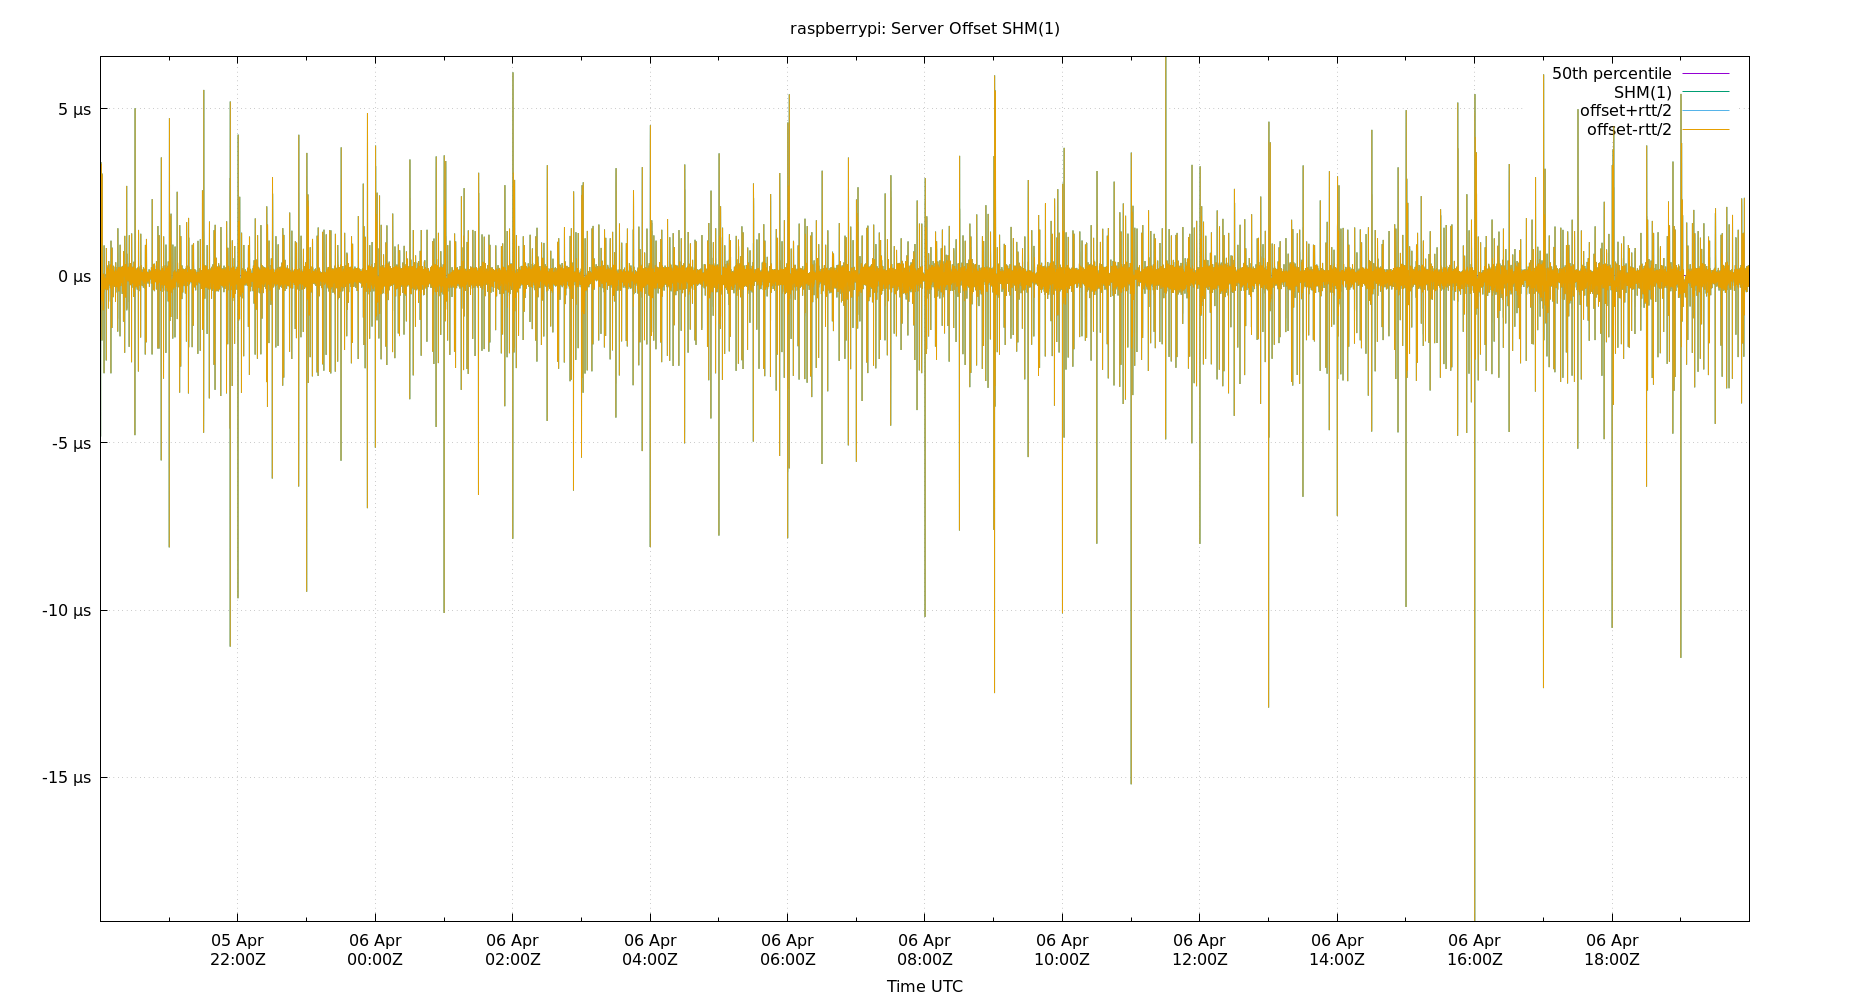 raspberrypi: Server Offset SHM(1)
50th percentile
SHM(1)
offset+rtt/2
offset-rtt/2
5 µs
0 µs
-5 µs
-10 µs
-15 µs
05 Apr 06 Apr 06 Apr 06 Apr 06 Apr 06 Apr 06 Apr 06 Apr 06 Apr 06 Apr 06 Apr
22:00Z 00:00Z 02:00Z 04:00Z 06:00Z 08:00Z 10:00Z 12:00Z 14:00Z 16:00Z 18:00Z
Time UTC